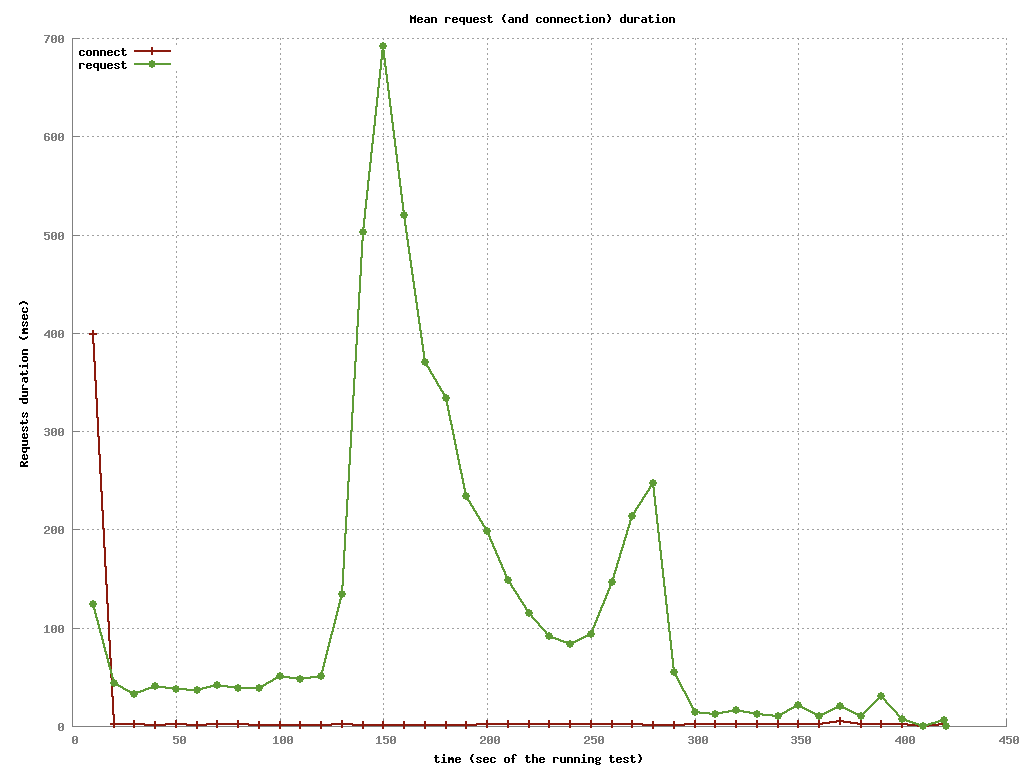 Mean request (and connection) duration
connect
request
700
600
500
400
300
200
100
0
Requests duration (msec)
0 50 100 150 200 250 300 350 400 450
time (sec of the running test)